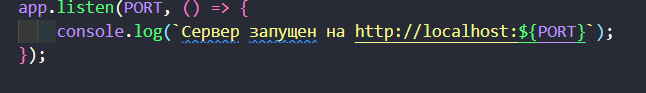 app.listen(PORT, () => {
    console.log(`Сервер запущен на http://localhost:${PORT}`);
});